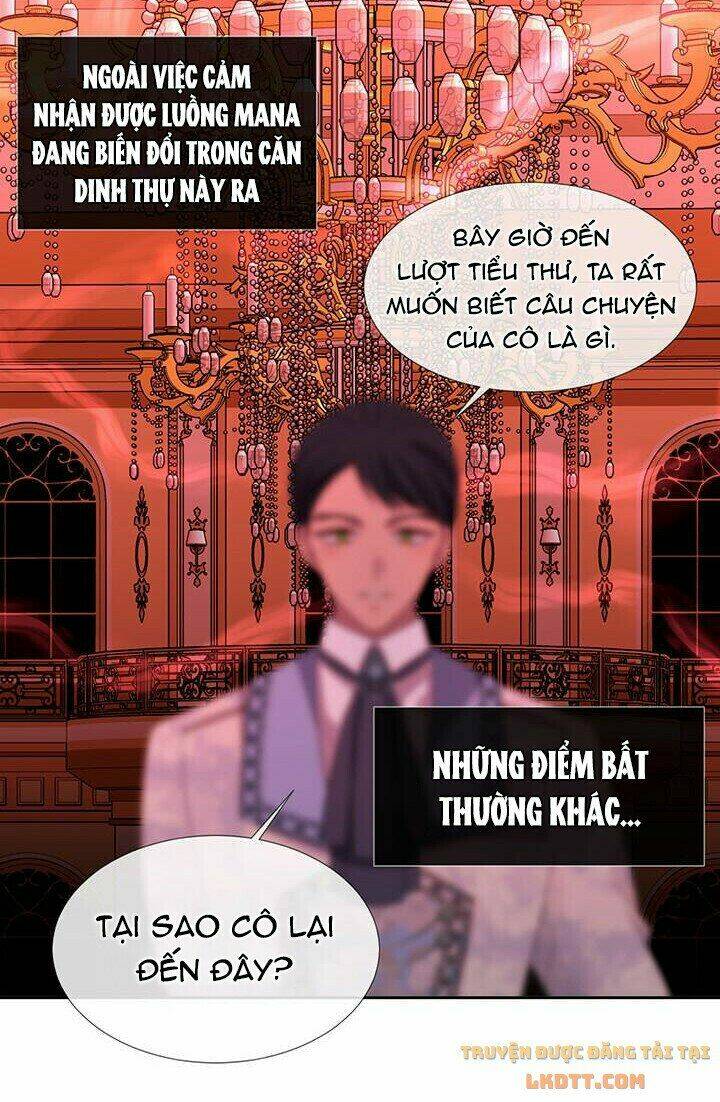 NGOÀI VIỆC CẢM
NHẬN ĐƯỢC LUỒNG MANA
ĐANG BIẾN ĐỔI TRONG CĂN
DINH THỰ NÀY RA
BÂY GIỜ ĐẾN
LƯỢT TIỂU THƯ, TA RẤT
MUỐN BIẾT CÂU CHUYỆN
CỦA CÔ LÀ GÌ.
NHỮNG ĐIỂM BẤT
THƯỜNG KHÁC...
TẠI SAO CÔ LẠI
ĐẾN ĐÂY?
TRUYỆN ĐƯỢC ĐĂNG TẢI TẠI
LKDTT.COM